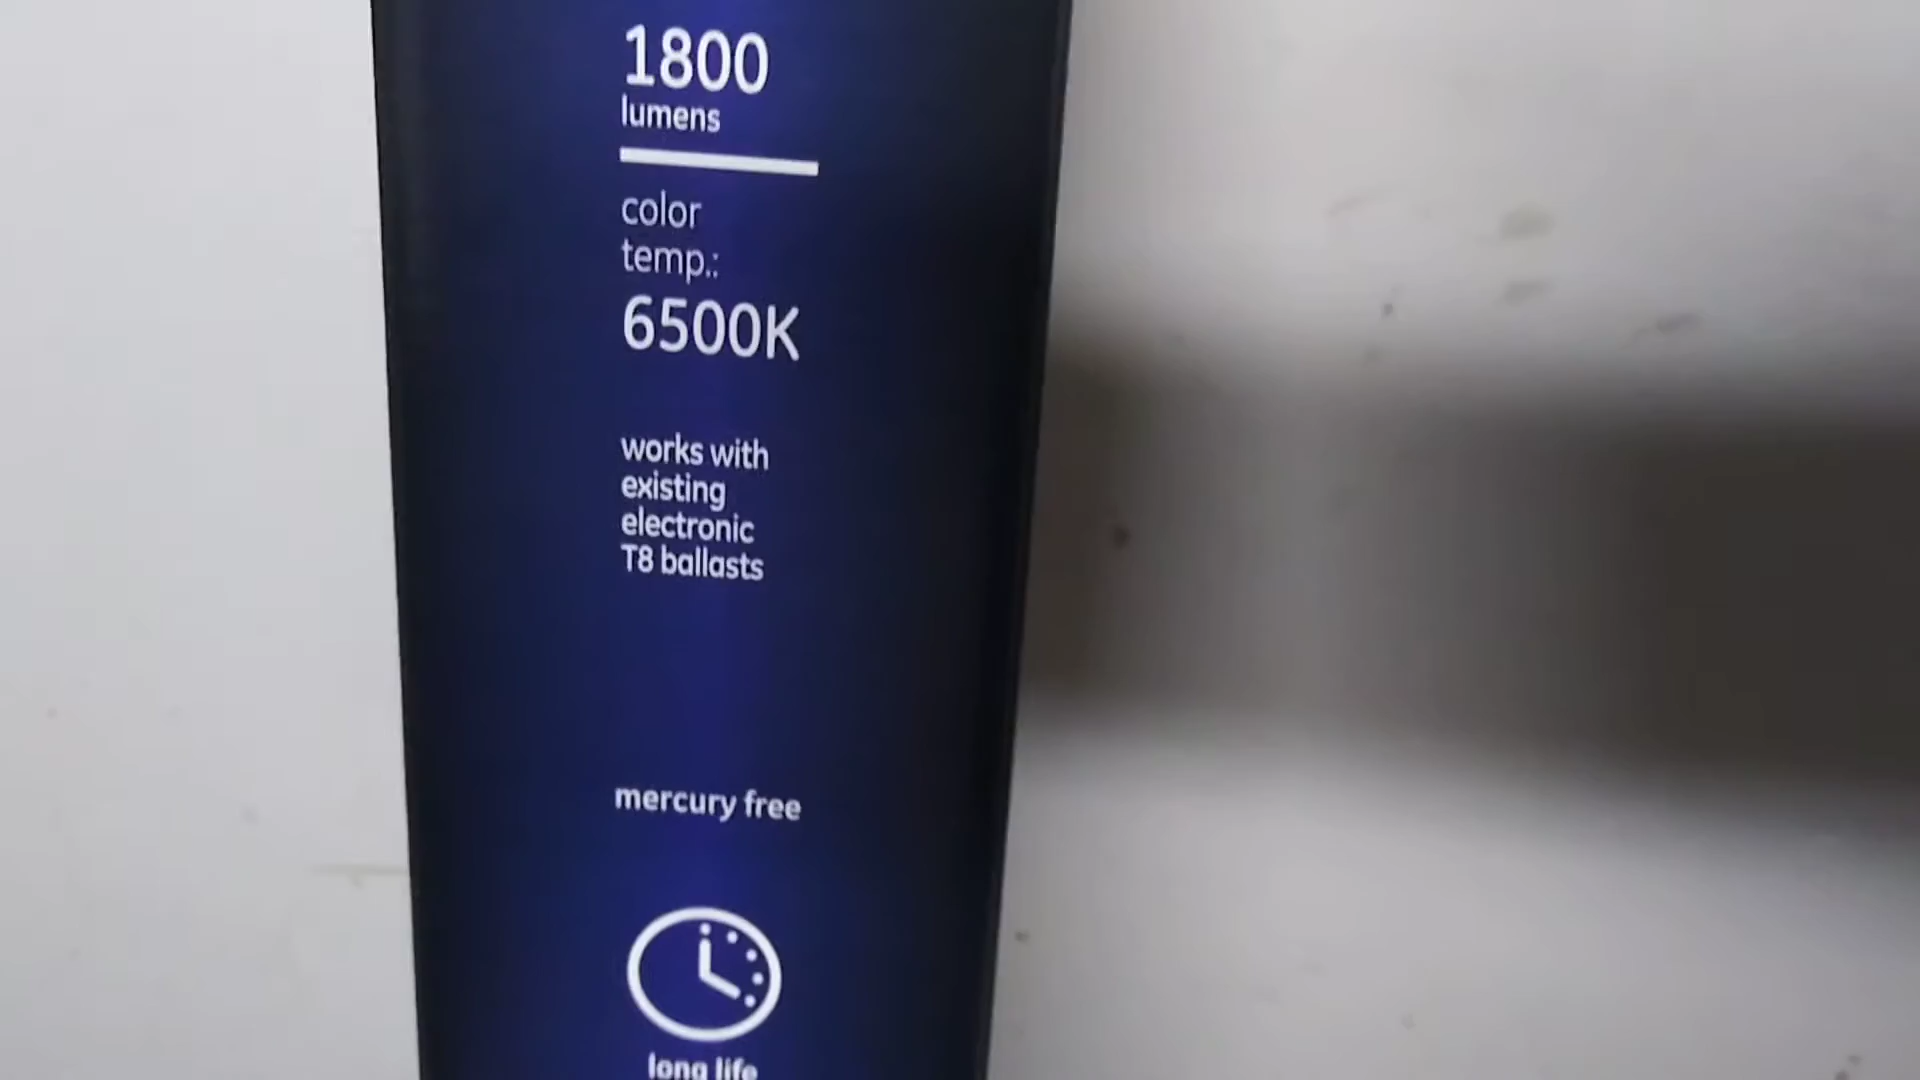 1800
lumens
color
temp.:
6500K
works with
existing
electronic
T8 ballasts
mercury free
long life